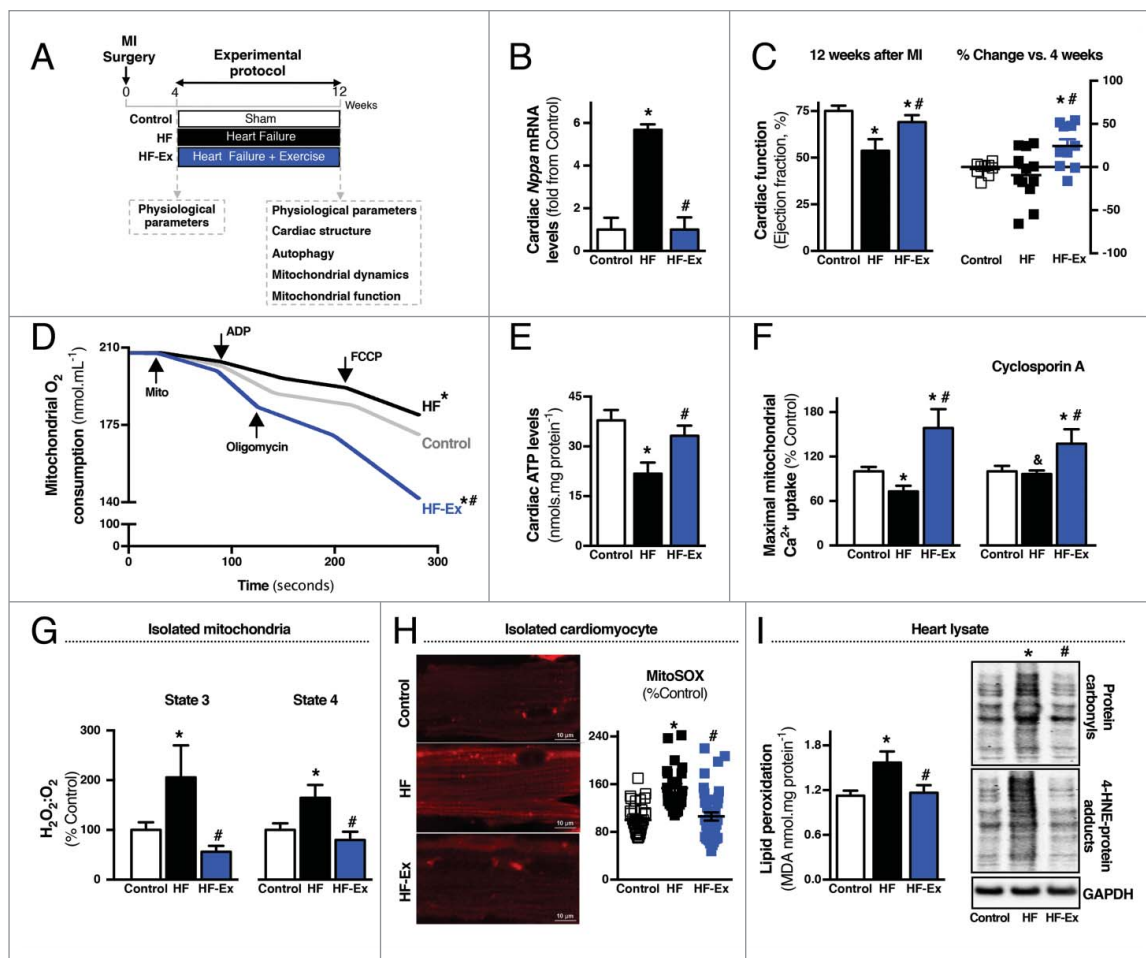 A
MI
Surgery
Experimental
protocol
0
4
12
Weeks
Control
Sham
HF
Heart Failure
HF-Ex
Heart Failure + Exercise
Physiological
parameters
Physiological parameters
Cardiac structure
Autophagy
Mitochondrial dynamics
Mitochondrial function
B
Cardiac Nppa mRNA
levels (fold from Control)
6
4
2
0
*
#
Control HF HF-Ex
C
12 weeks after MI
% Change vs. 4 weeks
Cardiac function
(Ejection fraction, %)
75
50
25
0
*
* #
Control HF HF-Ex
* #
100
50
0
-50
-100
Control HF HF-Ex
D
Mitochondrial O2
consumption (nmol.mL-1)
210
175
140
100
0
ADP
FCCP
Mito
Oligomycin
HF*
Control
HF-Ex*#
0 100 200 300
Time (seconds)
E
Cardiac ATP levels
(nmols.mg protein-1)
45
30
15
0
*
#
Control HF HF-Ex
F
Cyclosporin A
Maximal mitochondrial
Ca2+ uptake (% Control)
180
120
60
0
*
* #
&
* #
Control HF HF-Ex
Control HF HF-Ex
G
Isolated mitochondria
State 3
State 4
H2O2:O2
(% Control)
300
200
100
0
*
#
*
#
Control HF HF-Ex
Control HF HF-Ex
H
Isolated cardiomyocyte
Control
10 μm
HF
10 μm
HF-Ex
10 μm
MitoSOX
(%Control)
240
160
80
0
*
#
Control HF HF-Ex
I
Heart lysate
Lipid peroxidation
(MDA nmol.mg protein-1)
1.8
1.2
0.6
0.0
*
#
Control HF HF-Ex
* #
Protein
carbonyls
4-HNE-protein
adducts
GAPDH
Control HF HF-Ex